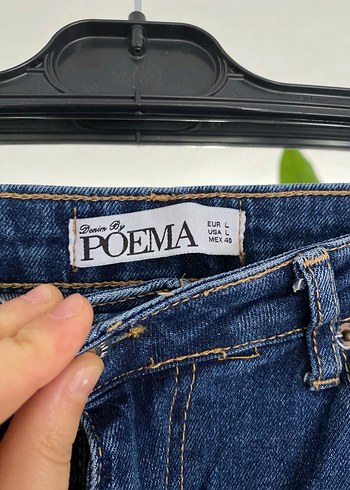 Denim By
POEMA
EUR L
USA L
MEX 40